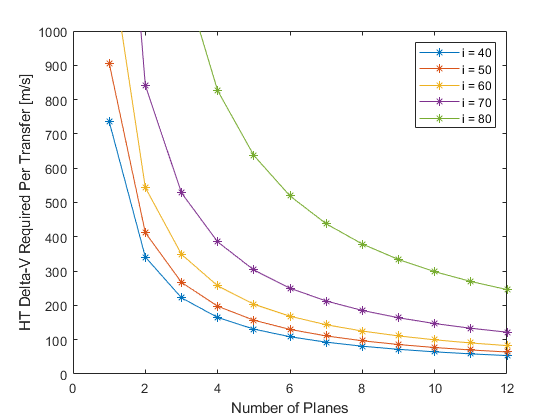 1000
900
800
700
600
500
400
300
200
100
0
0 2 4 6 8 10 12
HT Delta-V Required Per Transfer [m/s]
Number of Planes
i = 40
i = 50
i = 60
i = 70
i = 80